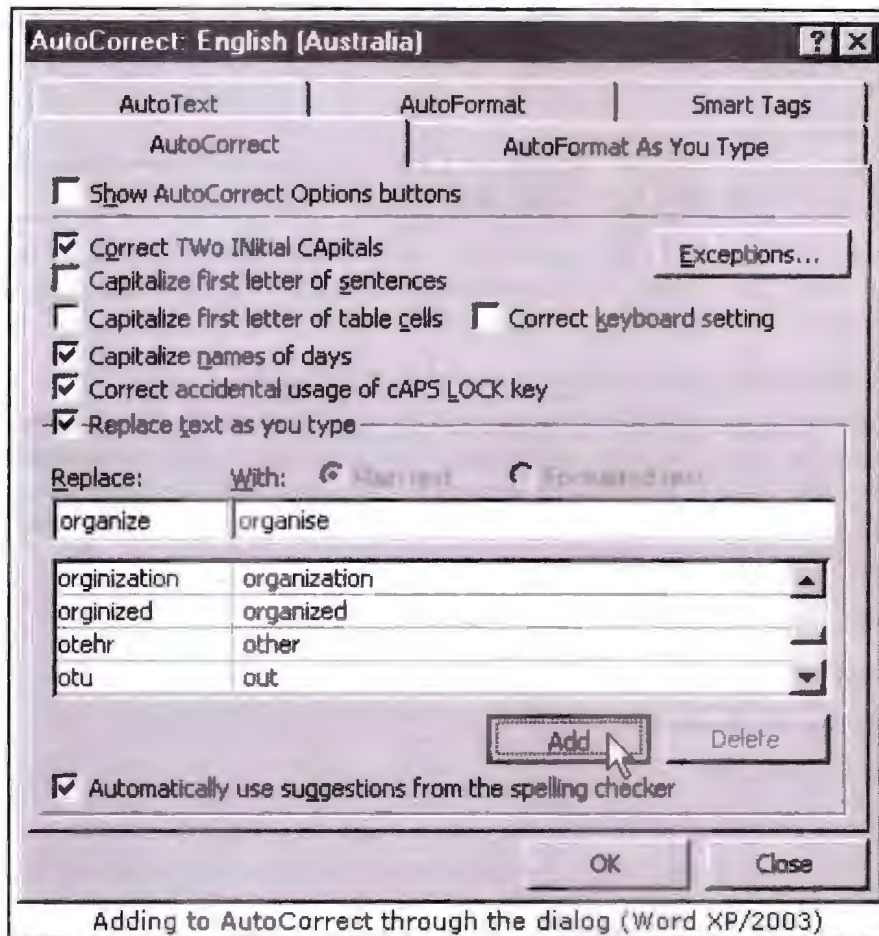 AutoCorrect: English (Australia)
AutoText AutoFormat Smart Tags
AutoCorrect AutoFormat As You Type
Show AutoCorrect Options buttons
Correct TWo INitial CApitals Exceptions...
Capitalize first letter of sentences
Capitalize first letter of table cells Correct keyboard setting
Capitalize names of days
Correct accidental usage of cAPS LOCK key
Replace text as you type
Replace: With: Plain text Formatted text
organize organise
orginization organization
orginized organized
otehr other
otu out
Add Delete
Automatically use suggestions from the spelling checker
OK Close
Adding to AutoCorrect through the dialog (Word XP/2003)